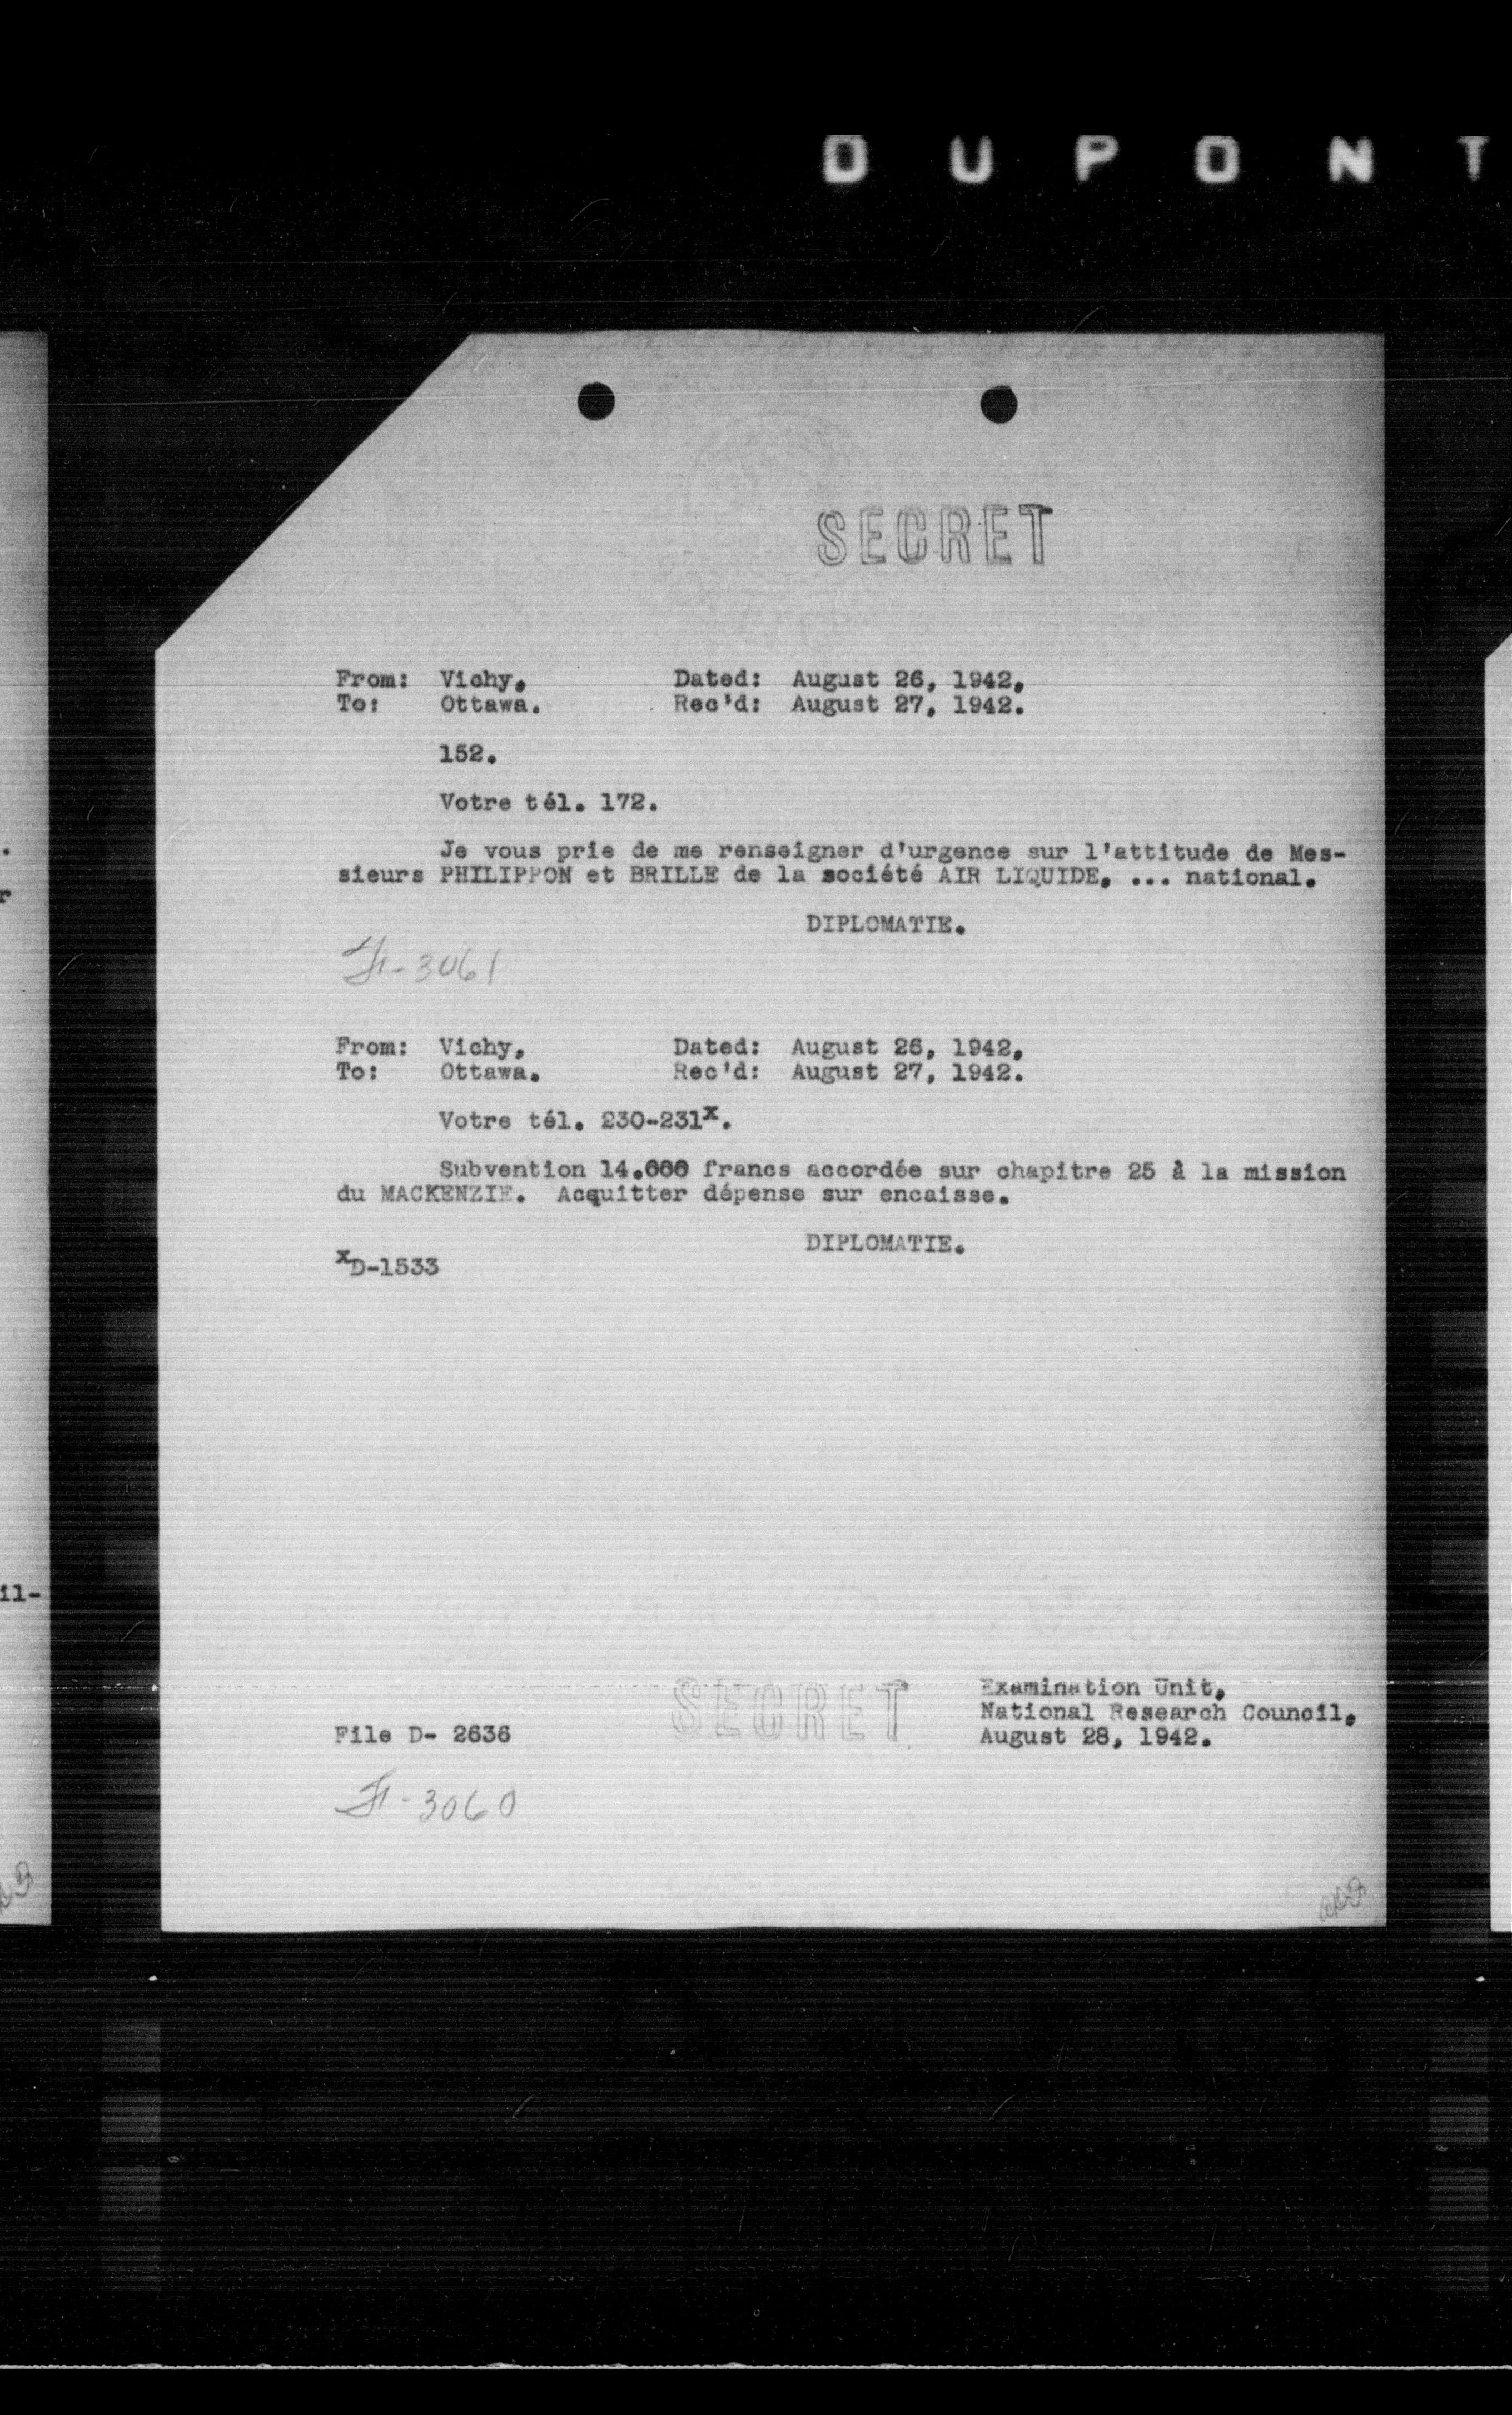 DUPONT
SECRET
From: Vichy. Dated: August 26, 1942.
To: Ottawa. Rec'd: August 27, 1942.
152.
Votre tél. 172.
Je vous prie de me renseigner d'urgence sur l'attitude de Mes-
sieurs PHILIPPON et BRILLE de la société AIR LIQUIDE. ... national.
DIPLOMATIE.
F-3061
From: Vichy. Dated: August 26, 1942.
To: Ottawa. Rec'd: August 27, 1942.
Votre tél. 230-231x.
Subvention 14.000 francs accordée sur chapitre 25 à la mission
du MACKENZIE. Acquitter dépense sur encaisse.
DIPLOMATIE.
xD-1533
il-
SECRET
Examination Unit,
National Research Council.
File D- 2636 August 28, 1942.
F-3060